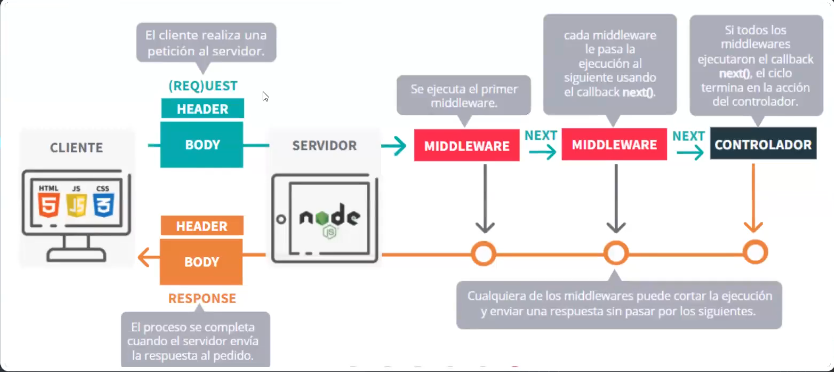 El cliente realiza una
petición al servidor.
(REQ)UEST
HEADER
BODY
CLIENTE
HTML
JS
CSS
5
JS
3
SERVIDOR
node
JS
Se ejecuta el primer
middleware.
MIDDLEWARE
NEXT
cada middleware
le pasa la
ejecución al
siguiente usando
el callback next().
MIDDLEWARE
NEXT
Si todos los
middlewares
ejecutaron el callback
next(), el ciclo
termina en la acción
del controlador.
CONTROLADOR
HEADER
BODY
RESPONSE
El proceso se completa
cuando el servidor envía
la respuesta al pedido.
Cualquiera de los middlewares puede cortar la ejecución
y enviar una respuesta sin pasar por los siguientes.